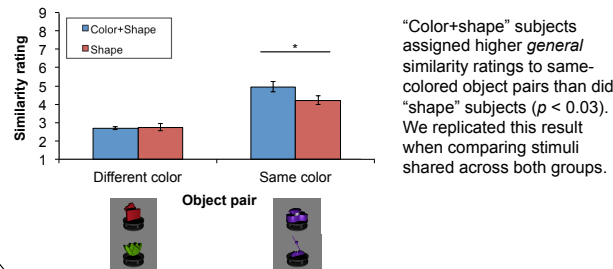 9
8
7
6
5
4
3
2
1
Similarity rating
Color+Shape
Shape
*
Different color
Same color
Object pair
“Color+shape” subjects
assigned higher general
similarity ratings to same-
colored object pairs than did
“shape” subjects (p < 0.03).
We replicated this result
when comparing stimuli
shared across both groups.